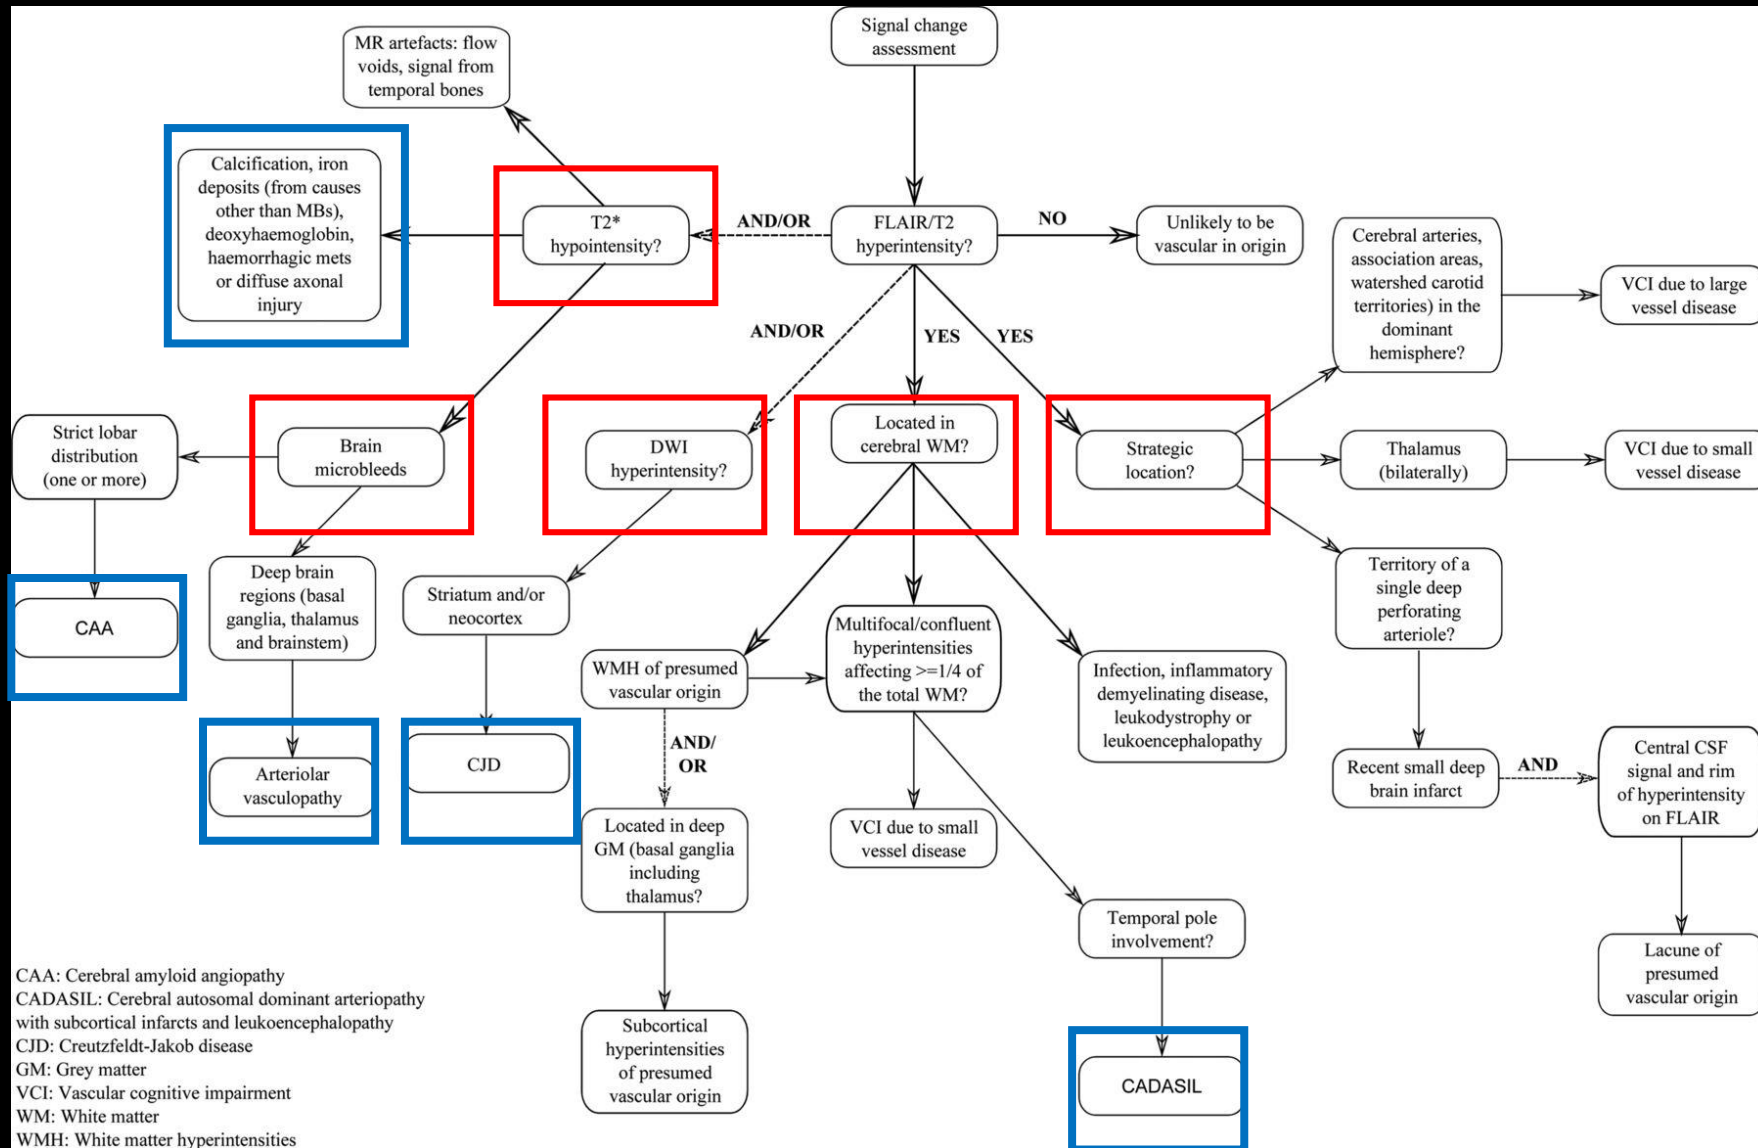 Signal change
assessment
MR artefacts: flow
voids, signal from
temporal bones
Calcification, iron
deposits (from causes
other than MBs),
deoxyhaemoglobin,
haemorrhagic mets
or diffuse axonal
injury
T2*
hypointensity?
AND/OR
FLAIR/T2
hyperintensity?
NO
Unlikely to be
vascular in origin
Cerebral arteries,
association areas,
watershed carotid
territories) in the
dominant
hemisphere?
VCI due to large
vessel disease
AND/OR
YES
YES
Strict lobar
distribution
(one or more)
Brain
microbleeds
DWI
hyperintensity?
Located in
cerebral WM?
Strategic
location?
Thalamus
(bilaterally)
VCI due to small
vessel disease
CAA
Deep brain
regions (basal
ganglia, thalamus
and brainstem)
Striatum and/or
neocortex
WMH of presumed
vascular origin
Multifocal/confluent
hyperintensities
affecting >=1/4 of
the total WM?
Infection, inflammatory
demyelinating disease,
leukodystrophy or
leukoencephalopathy
Territory of a
single deep
perforating
arteriole?
Arteriolar
vasculopathy
CJD
AND/
OR
Recent small deep
brain infarct
AND
Central CSF
signal and rim
of hyperintensity
on FLAIR
Located in deep
GM (basal ganglia
including
thalamus?
VCI due to small
vessel disease
Temporal pole
involvement?
Lacune of
presumed
vascular origin
Subcortical
hyperintensities
of presumed
vascular origin
CADASIL
CAA: Cerebral amyloid angiopathy
CADASIL: Cerebral autosomal dominant arteriopathy
with subcortical infarcts and leukoencephalopathy
CJD: Creutzfeldt-Jakob disease
GM: Grey matter
VCI: Vascular cognitive impairment
WM: White matter
WMH: White matter hyperintensities